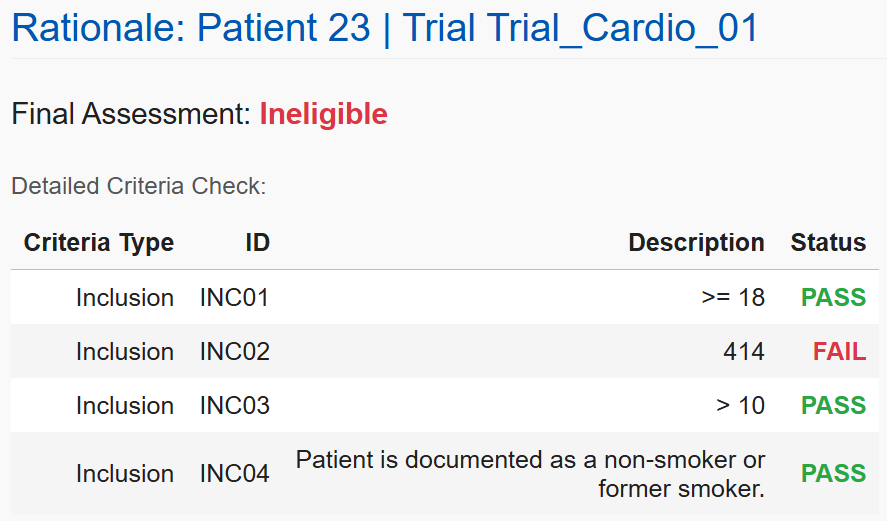 Rationale: Patient 23 | Trial Trial_Cardio_01
Final Assessment: Ineligible
Detailed Criteria Check:
Criteria Type ID Description Status
Inclusion INC01 >= 18 PASS
Inclusion INC02 414 FAIL
Inclusion INC03 > 10 PASS
Inclusion INC04 Patient is documented as a non-smoker or
former smoker. PASS